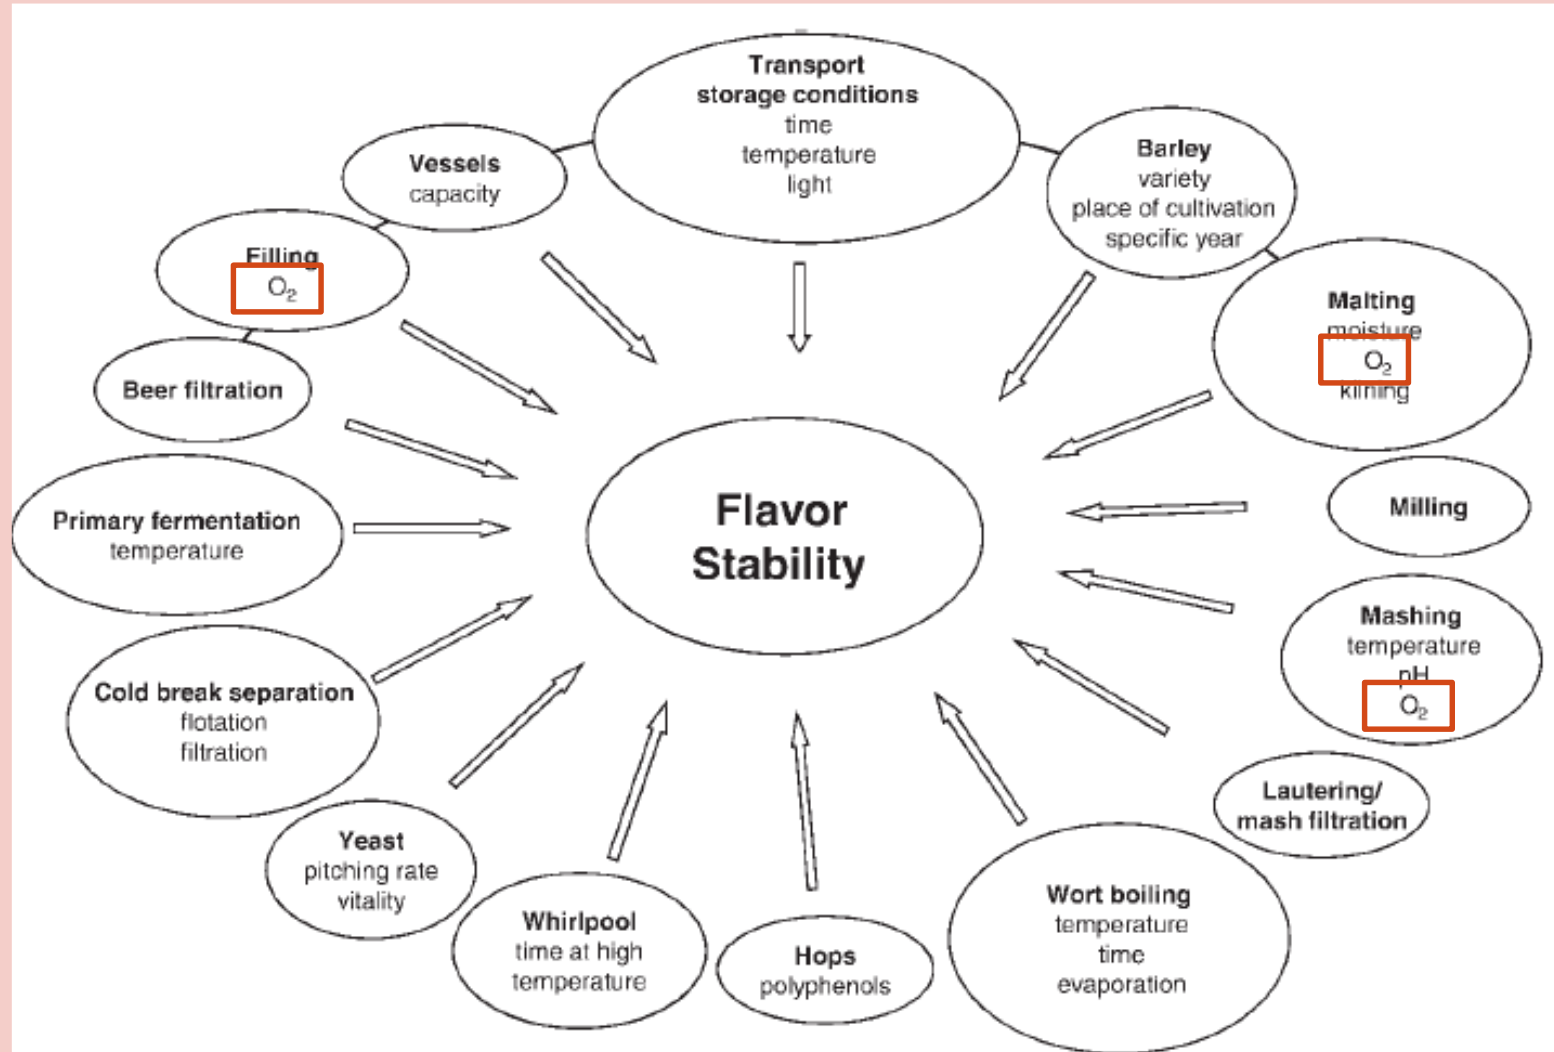 Transport
storage conditions
time
temperature
light
Vessels
capacity
Barley
variety
place of cultivation
specific year
Filling
O₂
Malting
moisture
O₂
kilning
Beer filtration
Flavor
Stability
Milling
Primary fermentation
temperature
Mashing
temperature
pH
O₂
Cold break separation
flotation
filtration
Lautering/
mash filtration
Yeast
pitching rate
vitality
Whirlpool
time at high
temperature
Hops
polyphenols
Wort boiling
temperature
time
evaporation